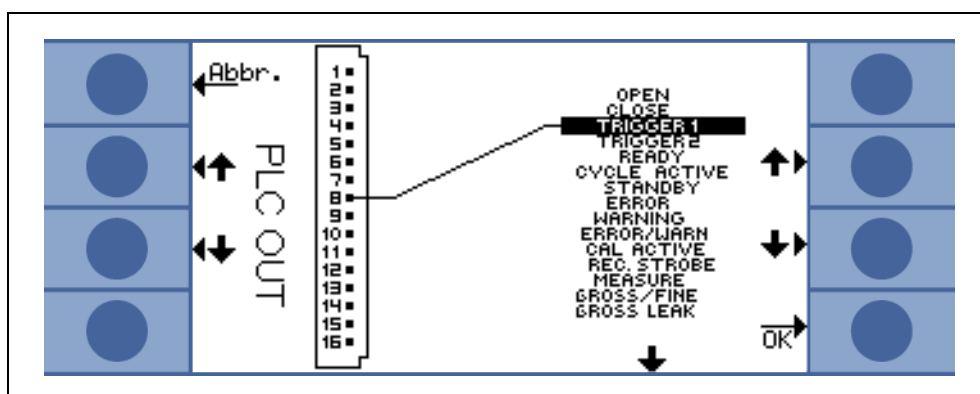 Abbr.
PLC OUT
1
2
3
4
5
6
7
8
9
10
11
12
13
14
15
16
OPEN
CLOSE
TRIGGER 1
TRIGGER 2
READY
CYCLE ACTIVE
STANDBY
ERROR
WARNING
ERROR/WARN
CAL ACTIVE
REC. STROBE
MEASURE
GROSS/FINE
GROSS LEAK
OK